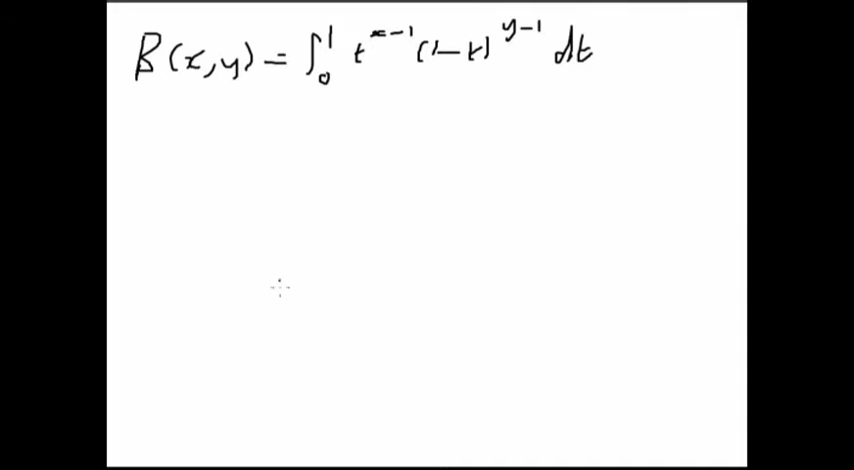 B(x,y) = ∫₀¹ t^(x-1) (1-t)^(y-1) dt